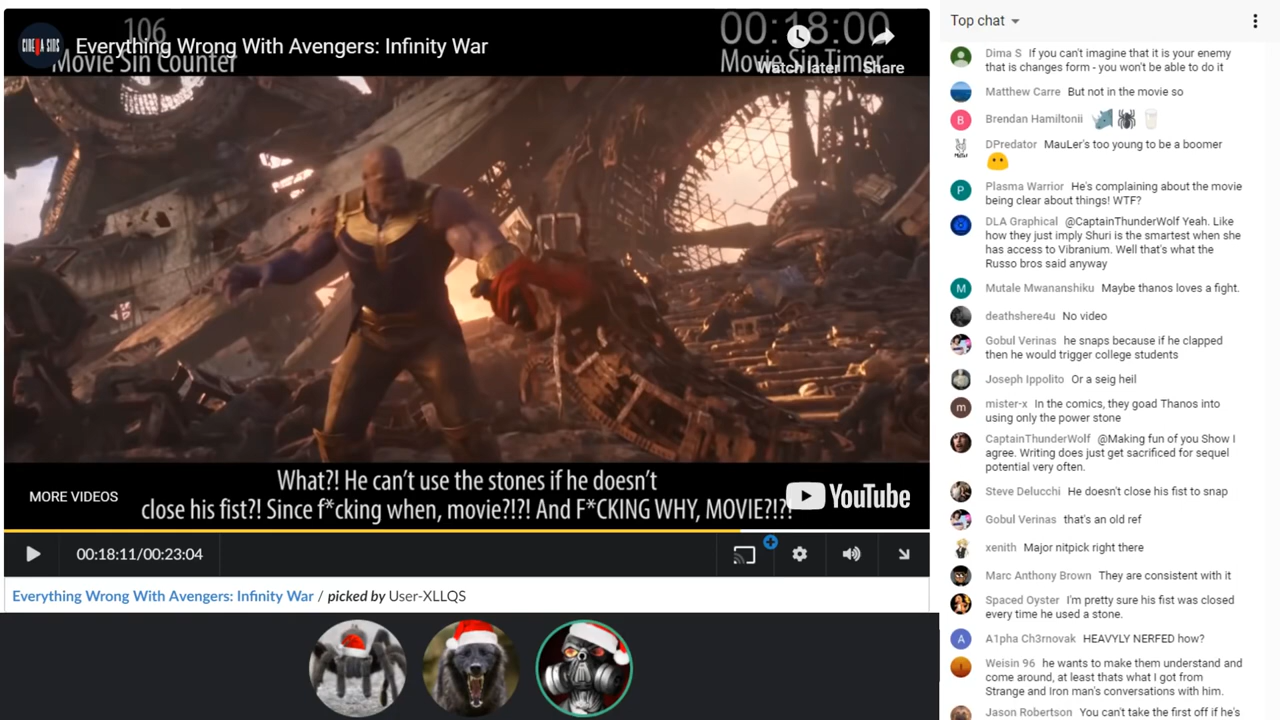 106
Movie Sin Counter
CINEMA SINS
Everything Wrong With Avengers: Infinity War
00:18:00
Movie Sin Timer
Watch later
Share
What?! He can't use the stones if he doesn't
close his fist?! Since f*cking when, movie?!?! And F*CKING WHY, MOVIE?!?!
MORE VIDEOS
YouTube
00:18:11/00:23:04
Everything Wrong With Avengers: Infinity War / picked by User-XLLQS
Top chat
Dima S If you can't imagine that it is your enemy
that is changes form - you won't be able to do it
Matthew Carre But not in the movie so
B
Brendan Hamiltonii
DPredator MauLer's too young to be a boomer
P
Plasma Warrior He's complaining about the movie
being clear about things! WTF?
DLA Graphical @CaptainThunderWolf Yeah. Like
how they just imply Shuri is the smartest when she
has access to Vibranium. Well that's what the
Russo bros said anyway
M
Mutale Mwananshiku Maybe thanos loves a fight.
deathshere4u No video
Gobul Verinas he snaps because if he clapped
then he would trigger college students
Joseph Ippolito Or a seig heil
m
mister-x In the comics, they goad Thanos into
using only the power stone
CaptainThunderWolf @Making fun of you Show I
agree. Writing does just get sacrificed for sequel
potential very often.
Steve Delucchi He doesn't close his fist to snap
Gobul Verinas that's an old ref
xenith Major nitpick right there
Marc Anthony Brown They are consistent with it
Spaced Oyster I'm pretty sure his fist was closed
every time he used a stone.
A
A1pha Ch3rnovak HEAVYLY NERFED how?
Weisin 96 he wants to make them understand and
come around, at least thats what I got from
Strange and Iron man's conversations with him.
Jason Robertson You can't take the first off if he's